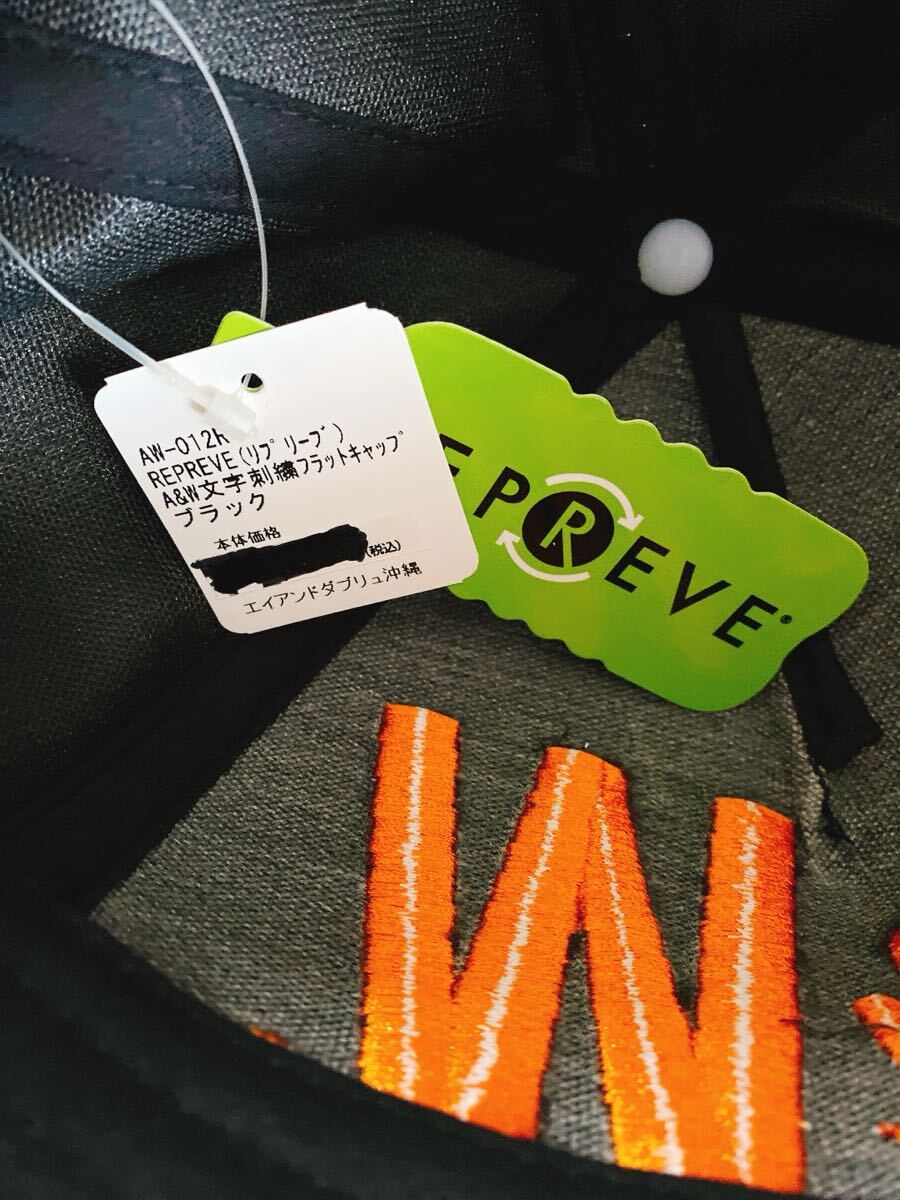 AW-012R
REPREVE(リプリーブ)
A&W文字刺繍フラットキャップ
ブラック
本体価格
(税込)
エイアンドダブリュ沖縄
EPREVE®
W